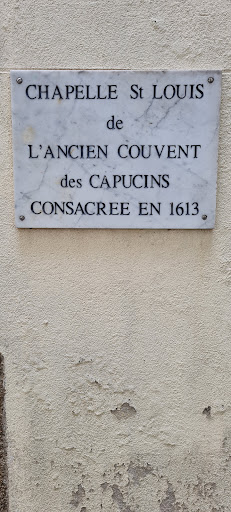 CHAPELLE St LOUIS
de
L'ANCIEN COUVENT
des CAPUCINS
CONSACREE EN 1613